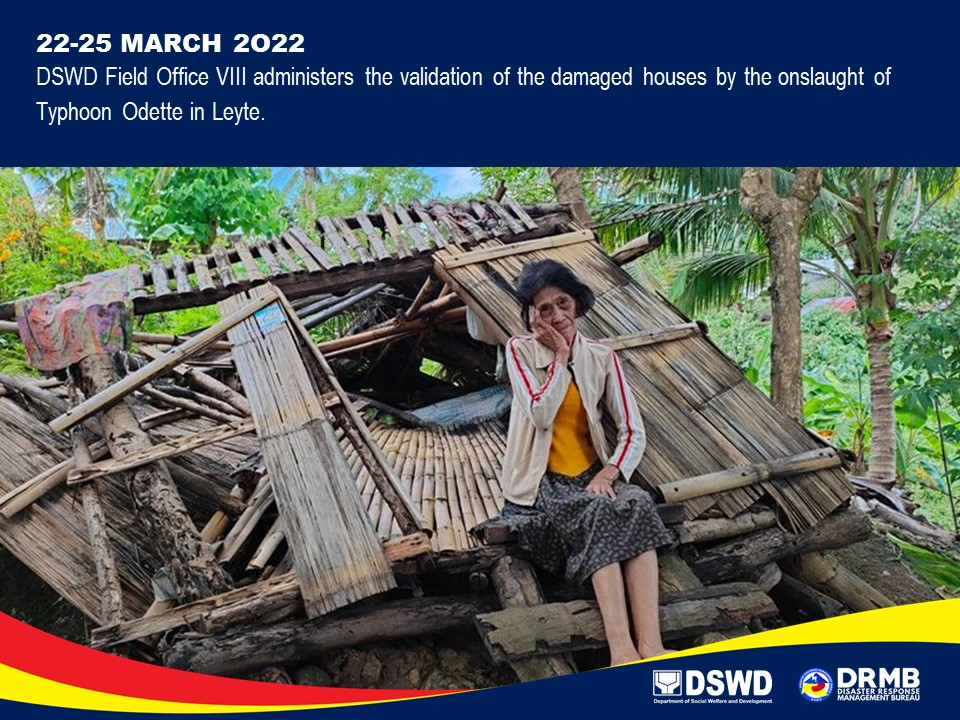 22-25 MARCH 2O22
DSWD Field Office VIII administers the validation of the damaged houses by the onslaught of
Typhoon Odette in Leyte.
DSWD
Department of Social Welfare and Development
DRMB
DISASTER RESPONSE
MANAGEMENT BUREAU